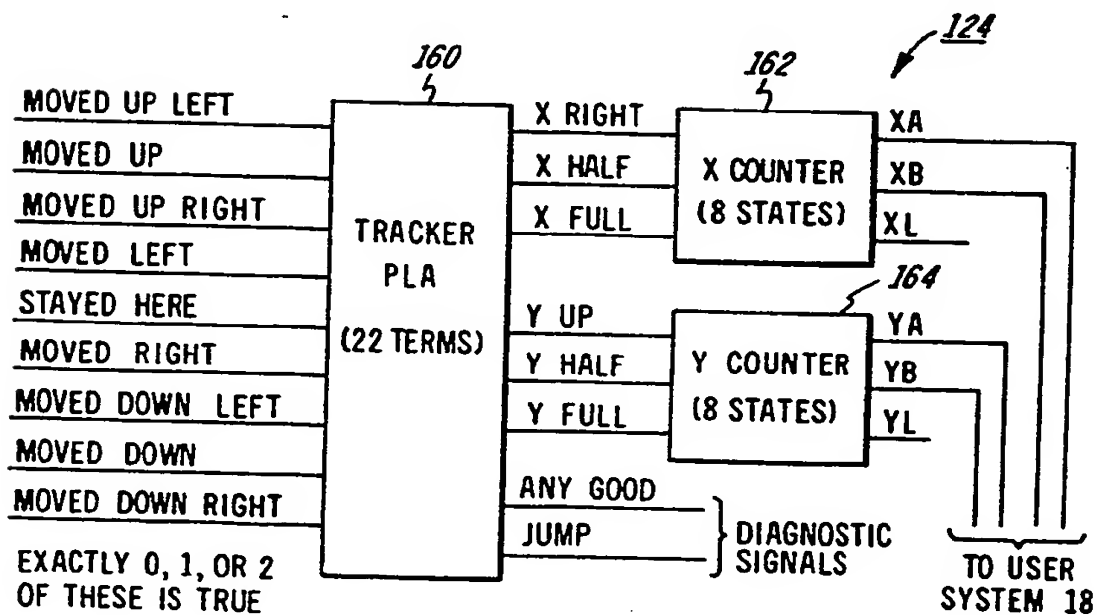 124
160
162
MOVED UP LEFT
MOVED UP
MOVED UP RIGHT
MOVED LEFT
STAYED HERE
MOVED RIGHT
MOVED DOWN LEFT
MOVED DOWN
MOVED DOWN RIGHT
EXACTLY 0, 1, OR 2
OF THESE IS TRUE
TRACKER
PLA
(22 TERMS)
X RIGHT
X HALF
X FULL
Y UP
Y HALF
Y FULL
ANY GOOD
JUMP
DIAGNOSTIC
SIGNALS
X COUNTER
(8 STATES)
XA
XB
XL
164
Y COUNTER
(8 STATES)
YA
YB
YL
TO USER
SYSTEM 18